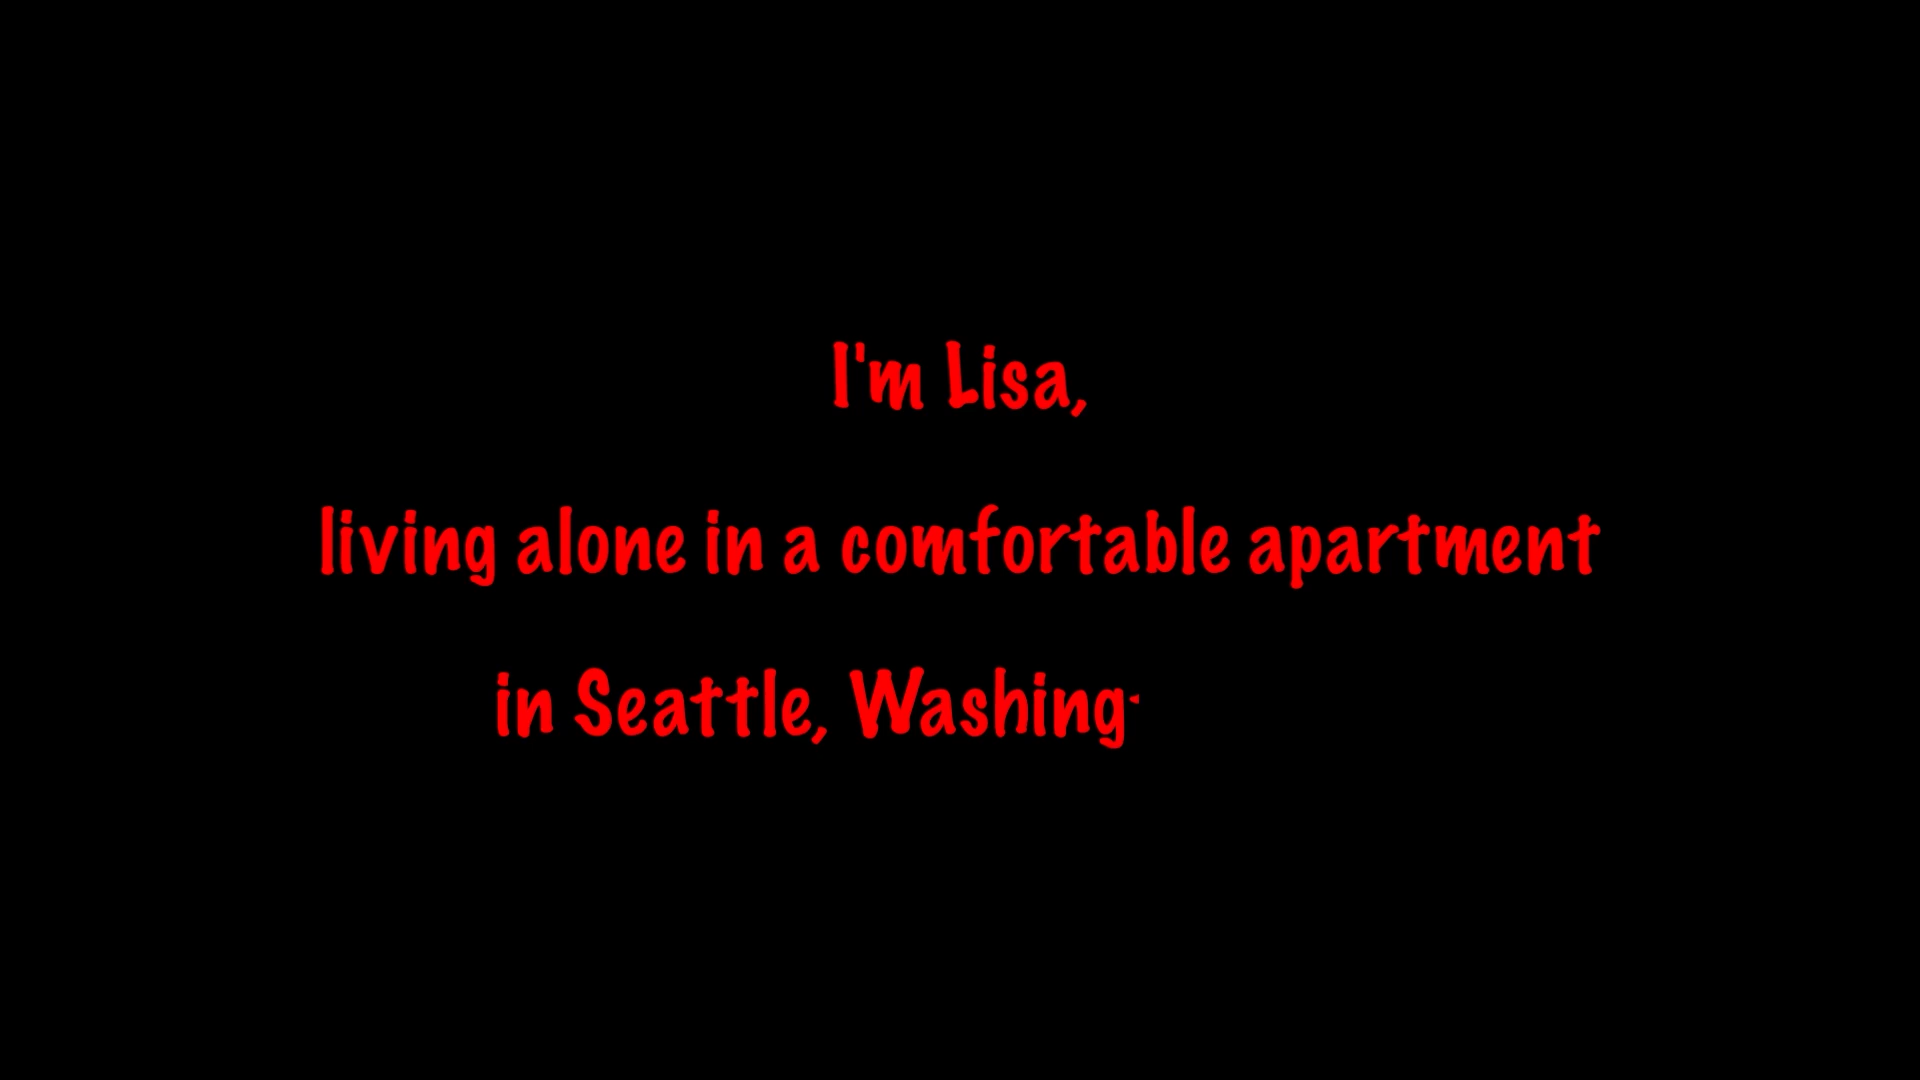 I'm Lisa,
living alone in a comfortable apartment
in Seattle, Washing